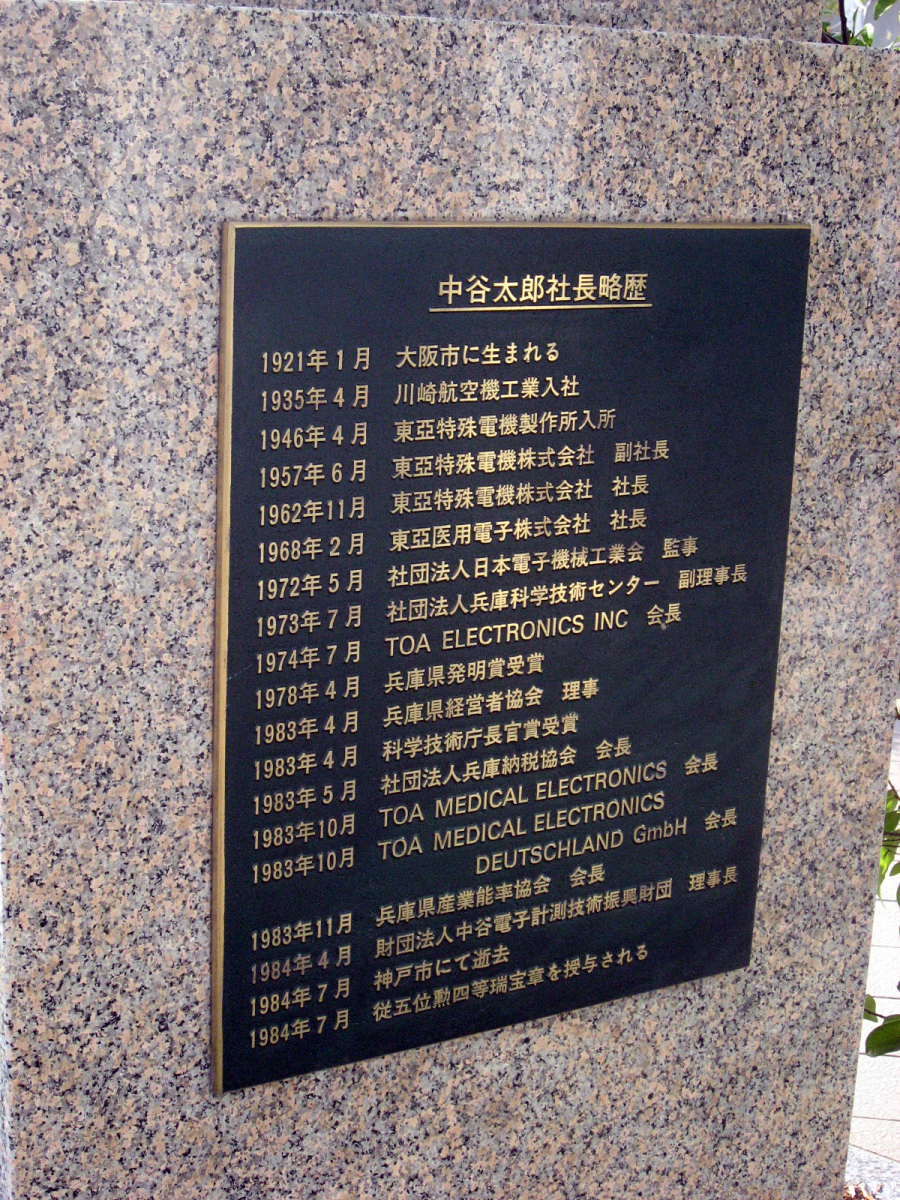 中谷太郎社長略歴
1921年1月 大阪市に生まれる
1935年4月 川崎航空機工業入社
1946年4月 東亞特殊電機製作所入所
1957年6月 東亞特殊電機株式会社 副社長
1962年11月 東亞特殊電機株式会社 社長
1968年2月 東亞医用電子株式会社 社長
1972年5月 社団法人日本電子機械工業会 監事
1973年7月 社団法人兵庫科学技術センター 副理事長
1974年7月 TOA ELECTRONICS INC 会長
1978年4月 兵庫県発明賞受賞
1983年4月 兵庫県経営者協会 理事
1983年4月 科学技術庁長官賞受賞
1983年5月 社団法人兵庫納税協会 会長
1983年10月 TOA MEDICAL ELECTRONICS 会長
1983年10月 TOA MEDICAL ELECTRONICS
DEUTSCHLAND GmbH 会長
1983年11月 兵庫県産業能率協会 会長
1984年4月 財団法人中谷電子計測技術振興財団 理事長
1984年7月 神戸市にて逝去
1984年7月 従五位勲四等瑞宝章を授与される